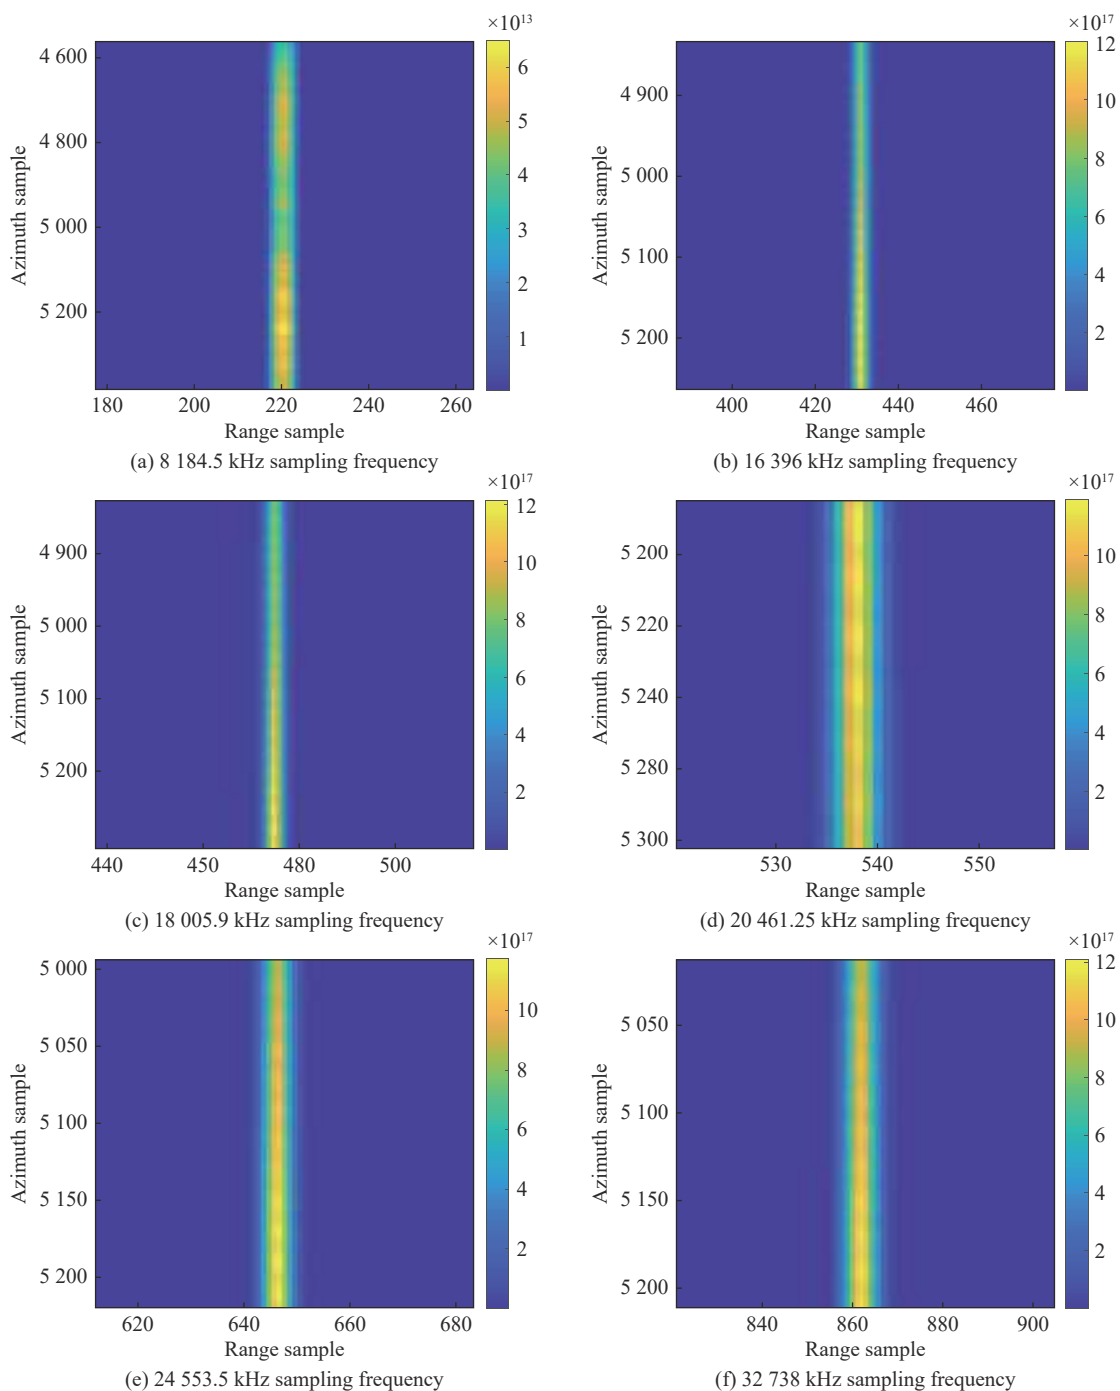 ×10¹³
4 600
4 800
5 000
5 200
Azimuth sample
6
5
4
3
2
1
180 200 220 240 260
Range sample
(a) 8 184.5 kHz sampling frequency
×10¹⁷
4 900
5 000
5 100
5 200
Azimuth sample
12
10
8
6
4
2
400 420 440 460
Range sample
(b) 16 396 kHz sampling frequency
×10¹⁷
4 900
5 000
5 100
5 200
Azimuth sample
12
10
8
6
4
2
440 450 480 500
Range sample
(c) 18 005.9 kHz sampling frequency
×10¹⁷
5 200
5 220
5 240
5 280
5 280
5 300
Azimuth sample
10
8
6
4
2
530 540 550
Range sample
(d) 20 461.25 kHz sampling frequency
×10¹⁷
5 000
5 050
5 100
5 150
5 200
Azimuth sample
10
8
6
4
2
620 640 660 680
Range sample
(e) 24 553.5 kHz sampling frequency
×10¹⁷
5 050
5 100
5 150
5 200
Azimuth sample
12
10
8
6
4
2
840 860 880 900
Range sample
(f) 32 738 kHz sampling frequency